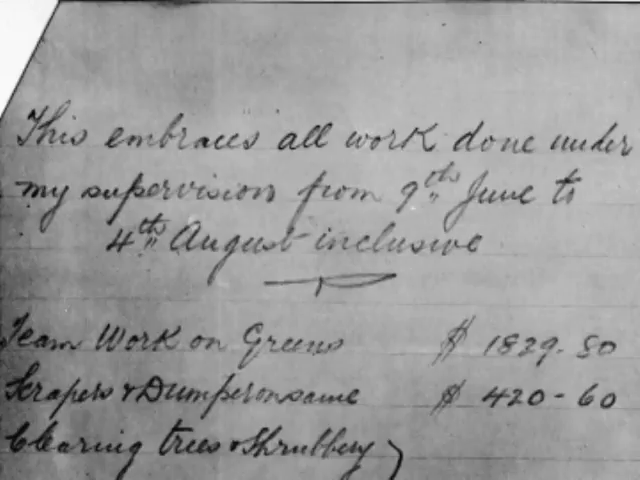 This embraces all work done under
my supervision from 9th June to
4th August inclusive
Team Work on Greens $ 1829-50
Scrapers & Dumper on same $ 420-60
Clearing trees & Shrubbery